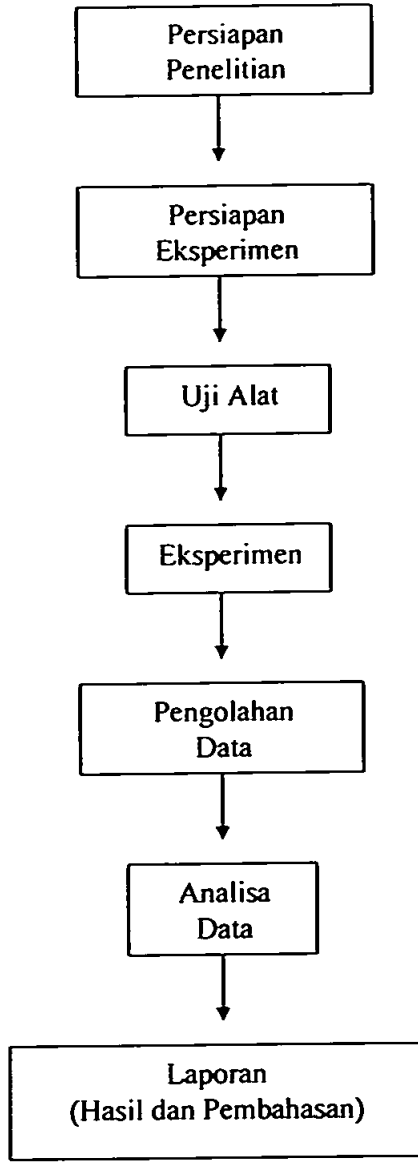 Persiapan
Penelitian
Persiapan
Eksperimen
Uji Alat
Eksperimen
Pengolahan
Data
Analisa
Data
Laporan
(Hasil dan Pembahasan)